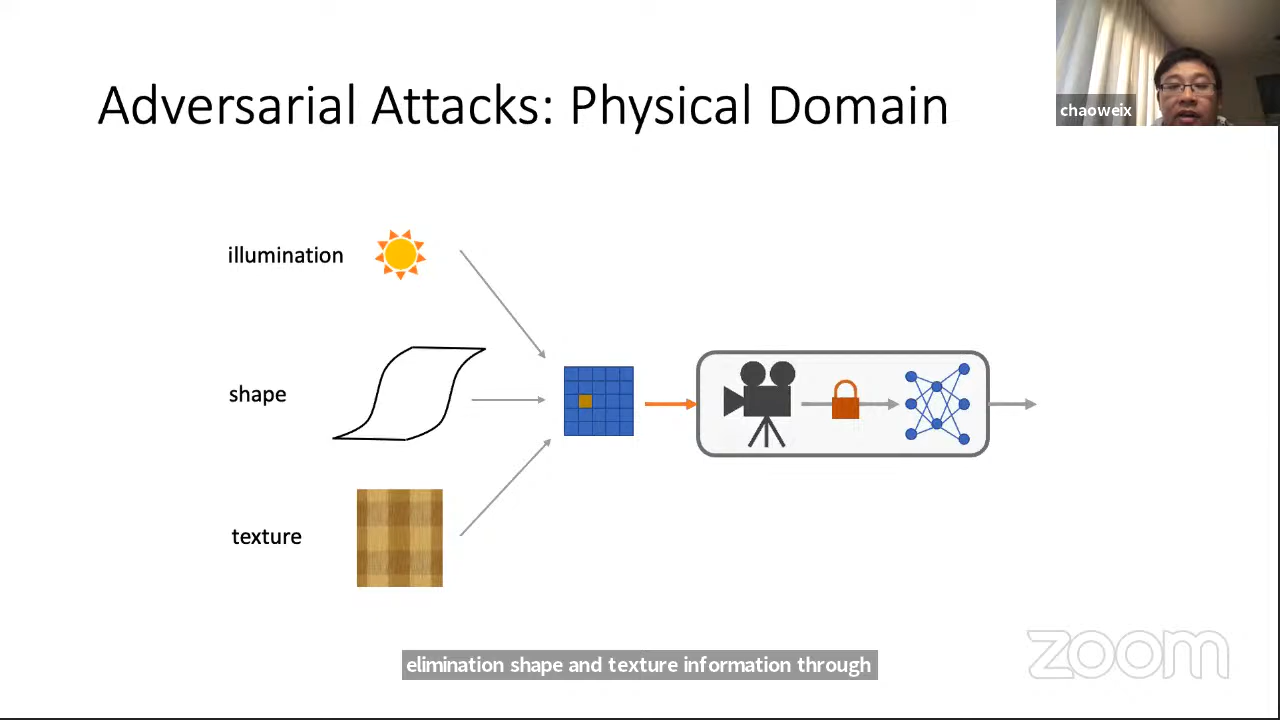 Adversarial Attacks: Physical Domain
chaoweix
illumination
shape
texture
elimination shape and texture information through
zoom